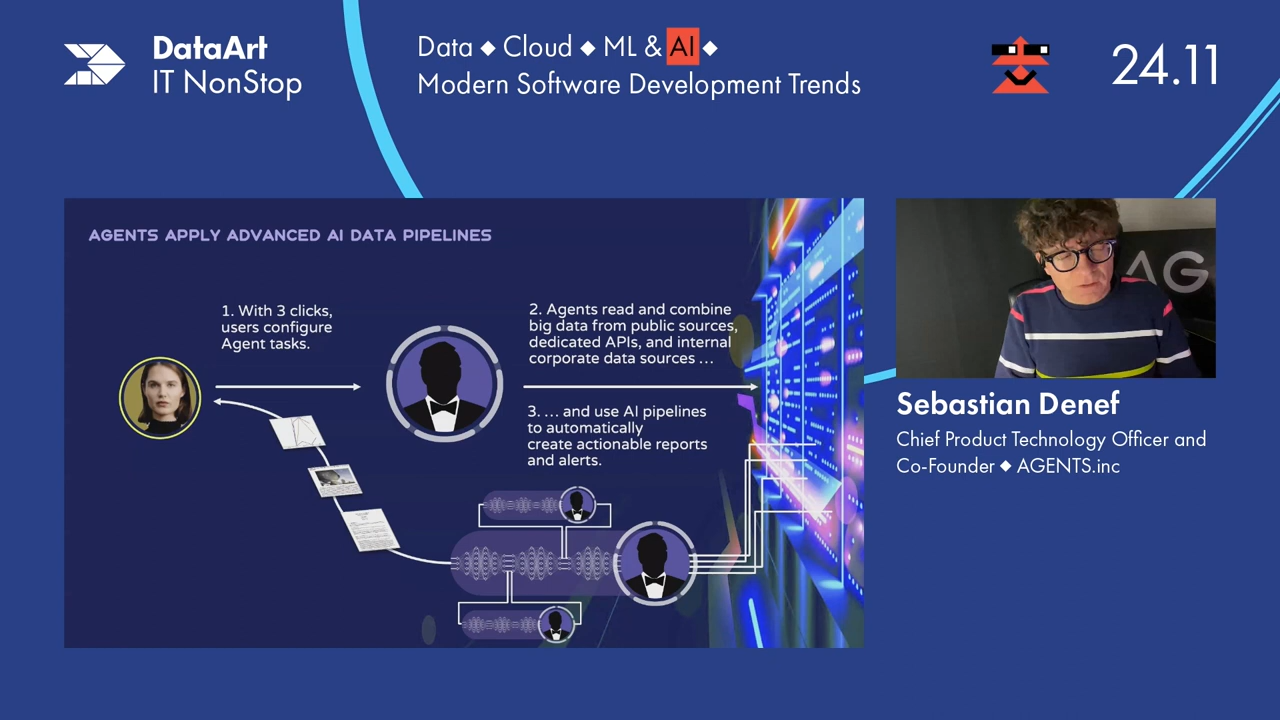 DataArt
IT NonStop
Data ◆ Cloud ◆ ML & AI ◆
Modern Software Development Trends
24.11
AGENTS APPLY ADVANCED AI DATA PIPELINES
1. With 3 clicks,
users configure
Agent tasks.
2. Agents read and combine
big data from public sources,
dedicated APIs, and internal
corporate data sources ...
3. ... and use AI pipelines
to automatically
create actionable reports
and alerts.
AG
Sebastian Denef
Chief Product Technology Officer and
Co-Founder ◆ AGENTS.inc